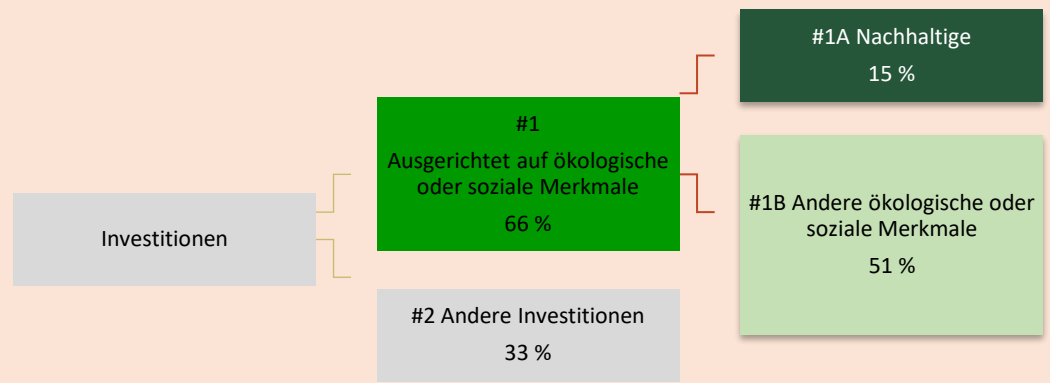 Investitionen
#1
Ausgerichtet auf ökologische
oder soziale Merkmale
66 %
#2 Andere Investitionen
33 %
#1A Nachhaltige
15 %
#1B Andere ökologische oder
soziale Merkmale
51 %